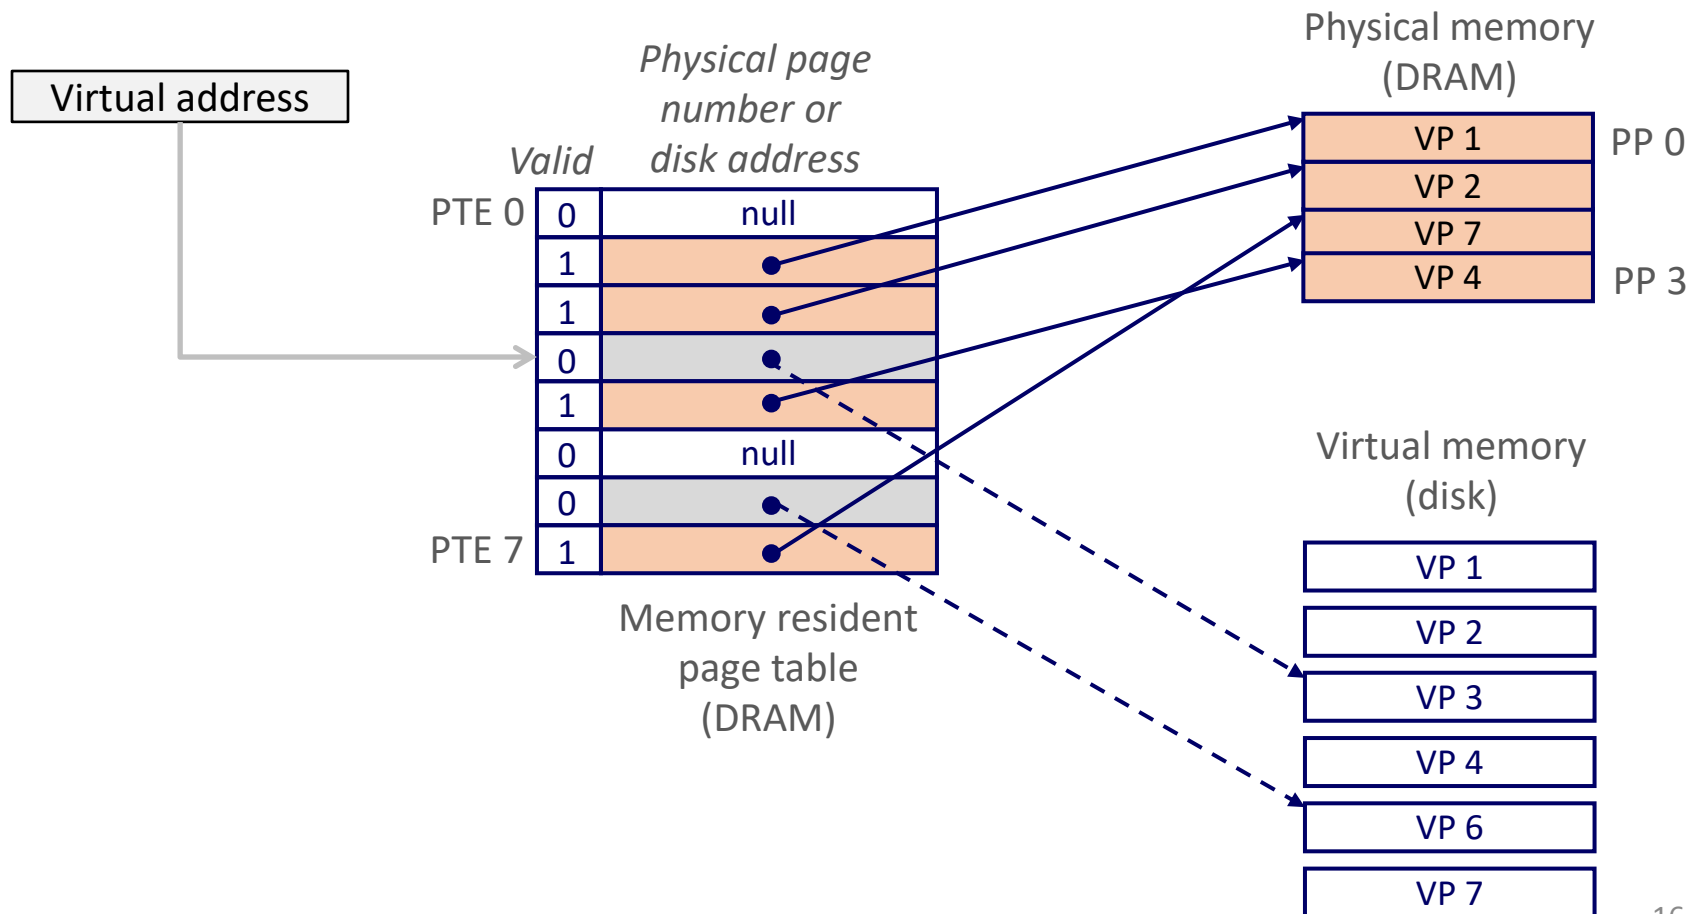 Virtual address
Physical page
number or
disk address
Valid
PTE 0
0
null
1
1
0
1
0
null
0
PTE 7
1
Memory resident
page table
(DRAM)
Physical memory
(DRAM)
VP 1
PP 0
VP 2
VP 7
VP 4
PP 3
Virtual memory
(disk)
VP 1
VP 2
VP 3
VP 4
VP 6
VP 7
16